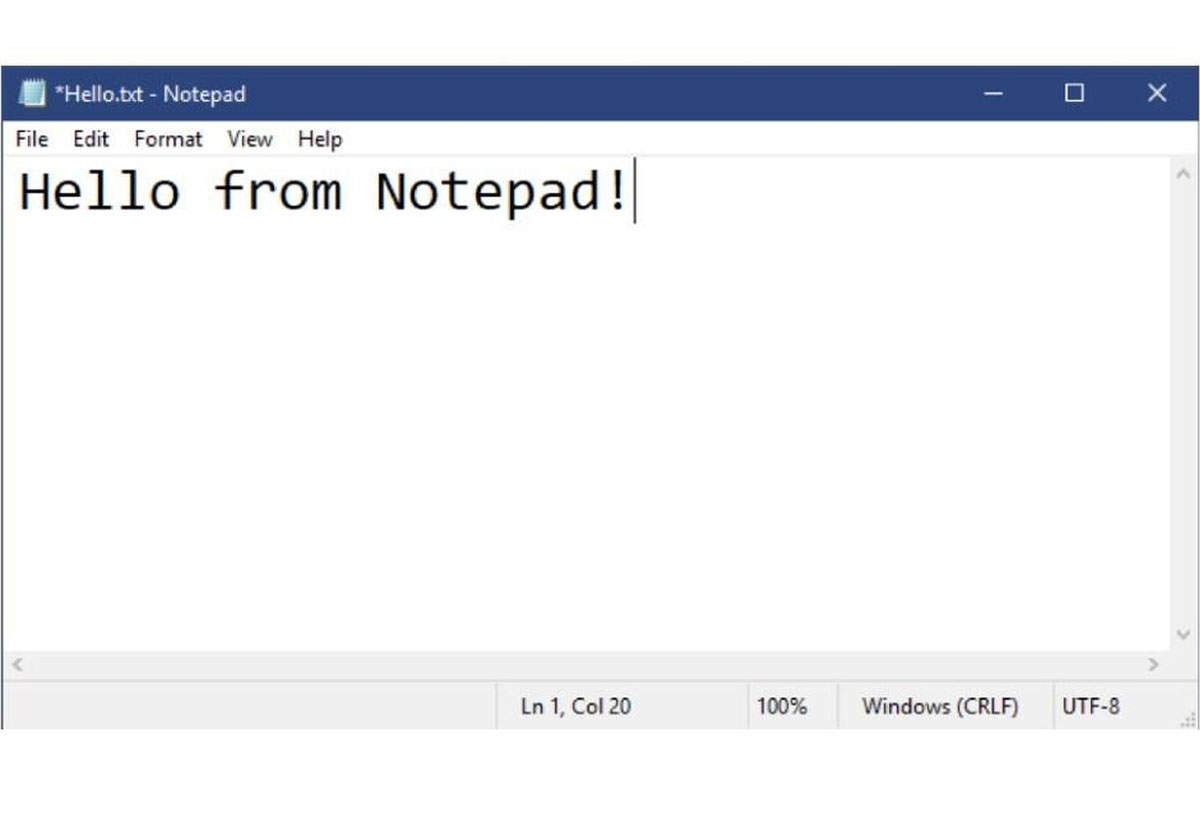 *Hello.txt - Notepad
File Edit Format View Help
Hello from Notepad!
Ln 1, Col 20 100% Windows (CRLF) UTF-8